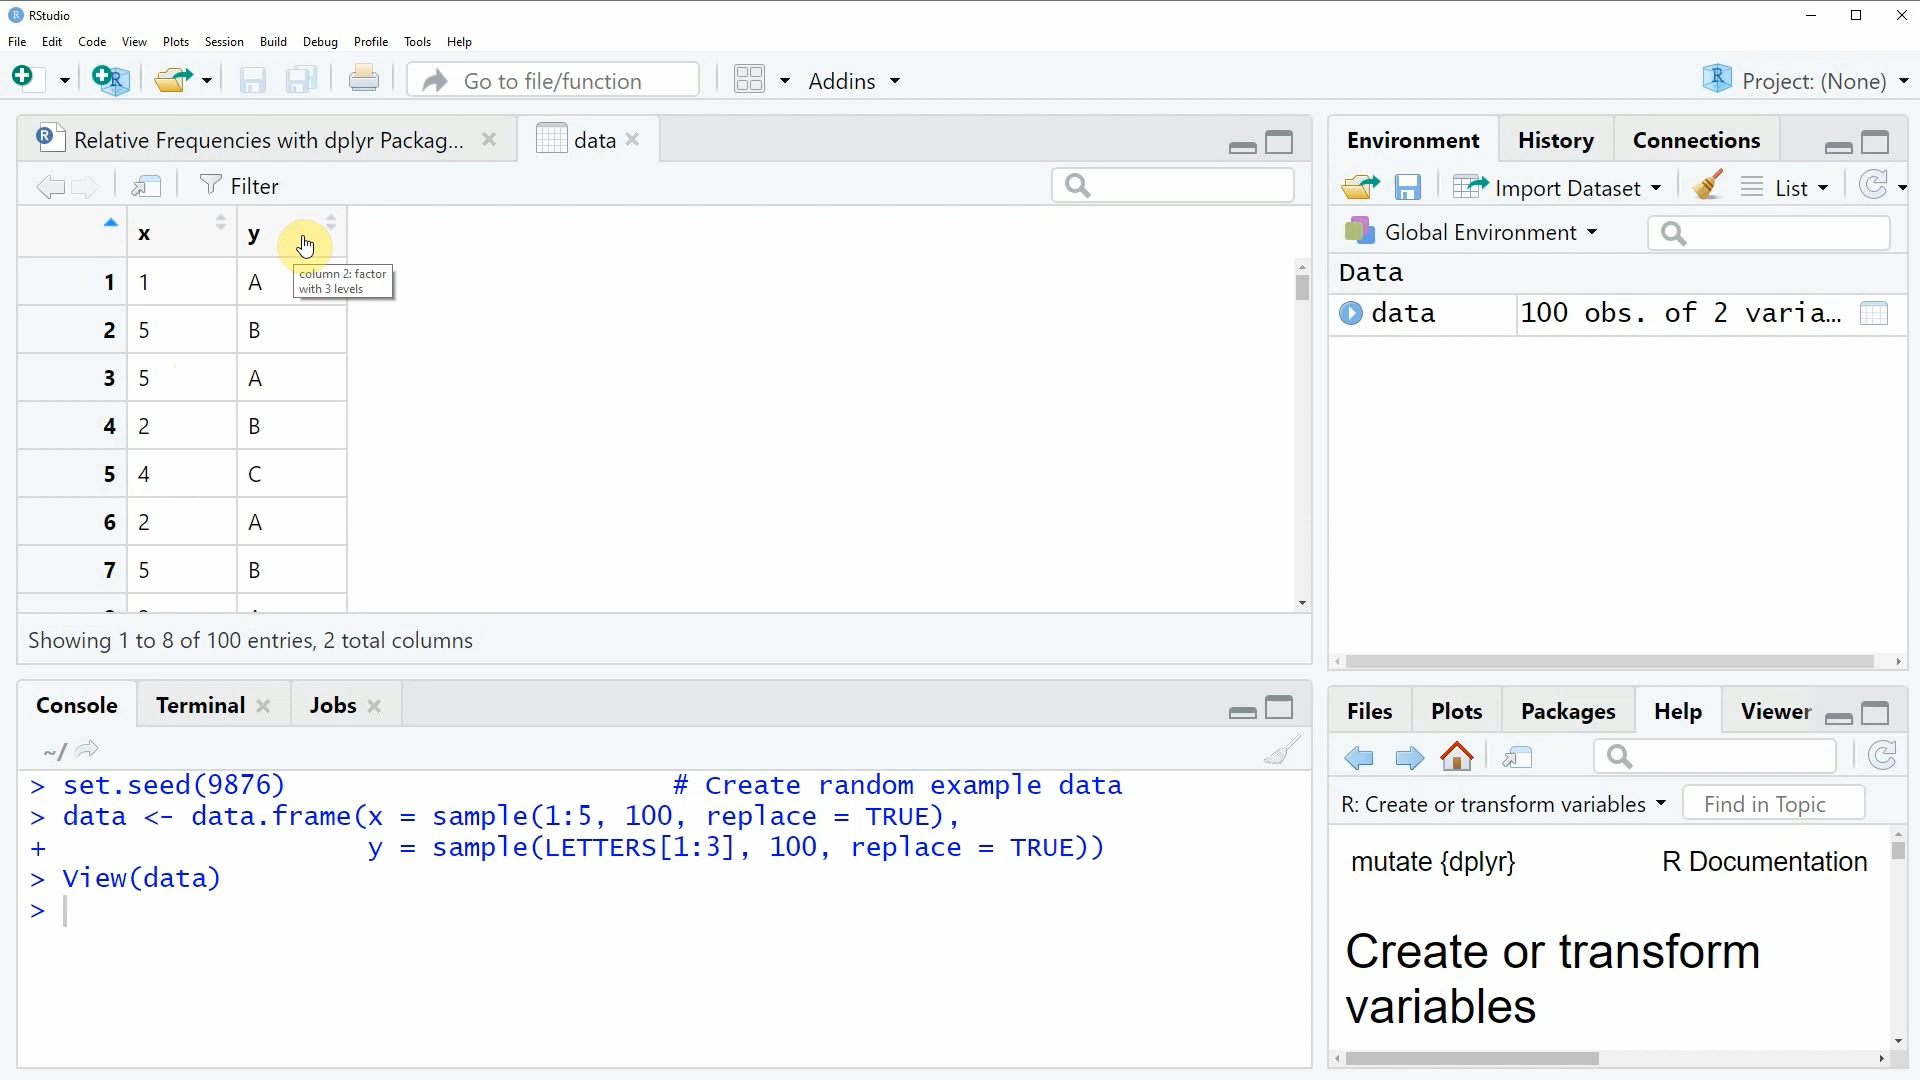 RStudio
File Edit Code View Plots Session Build Debug Profile Tools Help
Go to file/function Addins Project: (None)
Relative Frequencies with dplyr Packag... data
Filter
x y
column 2: factor
with 3 levels
1 1 A
2 5 B
3 5 A
4 2 B
5 4 C
6 2 A
7 5 B
Showing 1 to 8 of 100 entries, 2 total columns
Console Terminal Jobs
~/
> set.seed(9876) # Create random example data
> data <- data.frame(x = sample(1:5, 100, replace = TRUE),
+ y = sample(LETTERS[1:3], 100, replace = TRUE))
> View(data)
>
Environment History Connections
Import Dataset List
Global Environment
Data
data 100 obs. of 2 varia...
Files Plots Packages Help Viewer
R: Create or transform variables Find in Topic
mutate {dplyr} R Documentation
Create or transform
variables